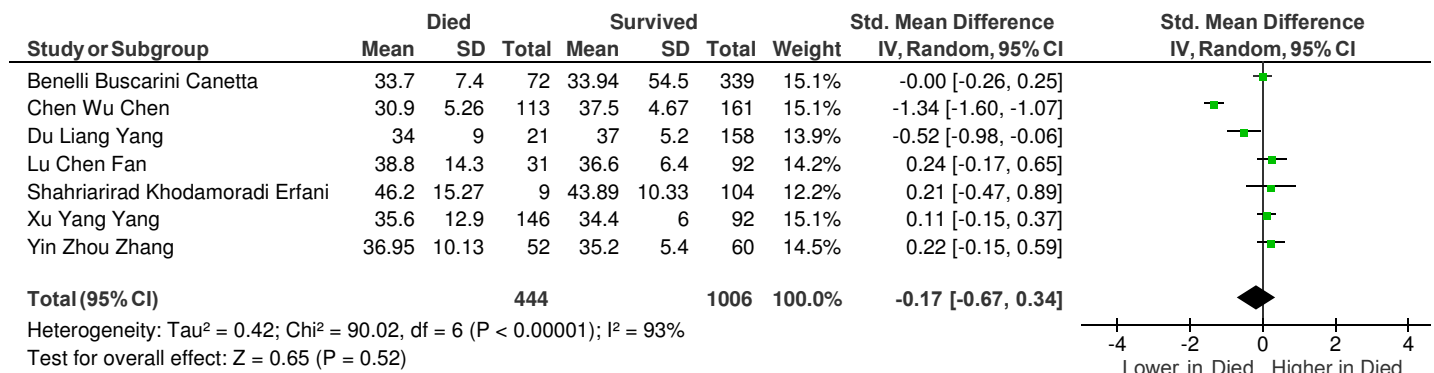 Died Survived Std. Mean Difference Std. Mean Difference
Study or Subgroup Mean SD Total Mean SD Total Weight IV, Random, 95% CI IV, Random, 95% CI
Benelli Buscarini Canetta 33.7 7.4 72 33.94 54.5 339 15.1% -0.00 [-0.26, 0.25]
Chen Wu Chen 30.9 5.26 113 37.5 4.67 161 15.1% -1.34 [-1.60, -1.07]
Du Liang Yang 34 9 21 37 5.2 158 13.9% -0.52 [-0.98, -0.06]
Lu Chen Fan 38.8 14.3 31 36.6 6.4 92 14.2% 0.24 [-0.17, 0.65]
Shahriarirad Khodamoradi Erfani 46.2 15.27 9 43.89 10.33 104 12.2% 0.21 [-0.47, 0.89]
Xu Yang Yang 35.6 12.9 146 34.4 6 92 15.1% 0.11 [-0.15, 0.37]
Yin Zhou Zhang 36.95 10.13 52 35.2 5.4 60 14.5% 0.22 [-0.15, 0.59]
Total (95% CI) 444 1006 100.0% -0.17 [-0.67, 0.34]
Heterogeneity: Tau² = 0.42; Chi² = 90.02, df = 6 (P < 0.00001); I² = 93%
Test for overall effect: Z = 0.65 (P = 0.52)
-4 -2 0 2 4
Lower in Died Higher in Died